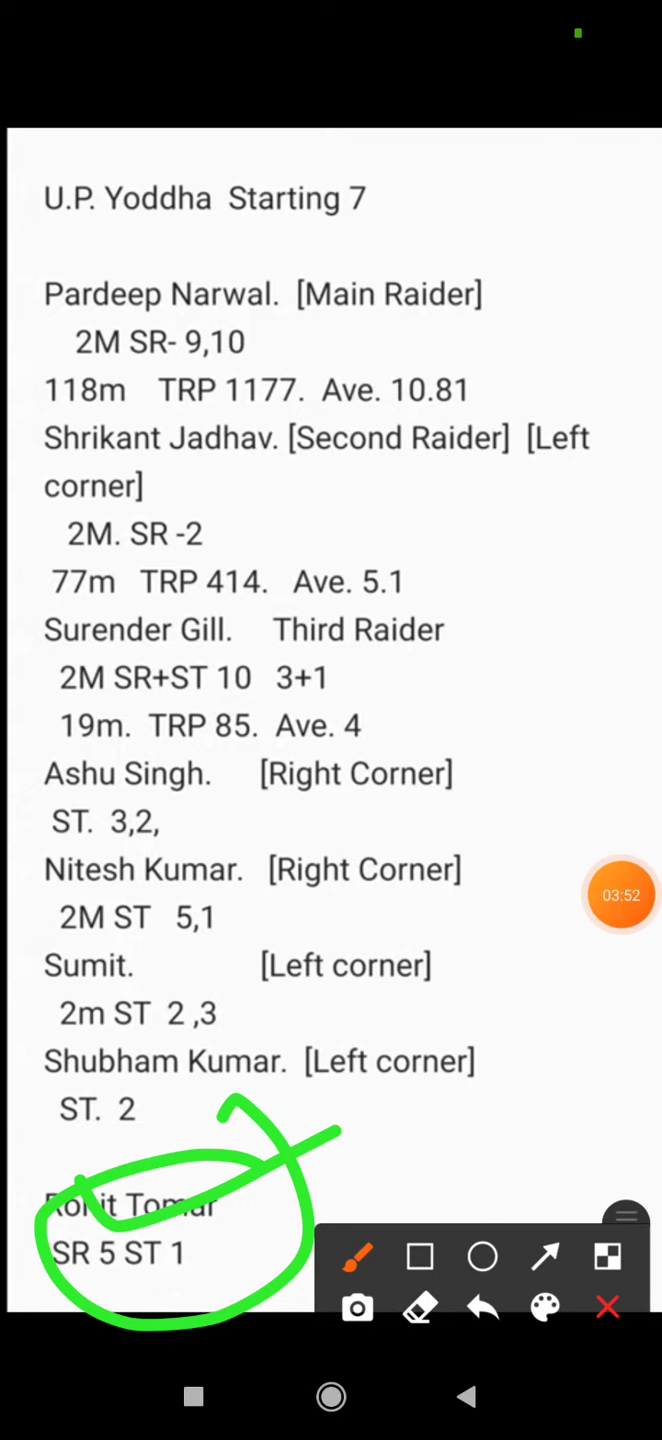 U.P. Yoddha  Starting 7
Pardeep Narwal.  [Main Raider]
2M SR- 9,10
118m    TRP 1177.  Ave. 10.81
Shrikant Jadhav. [Second Raider]  [Left
corner]
2M. SR -2
77m   TRP 414.   Ave. 5.1
Surender Gill.     Third Raider
2M SR+ST 10   3+1
19m.  TRP 85.  Ave. 4
Ashu Singh.      [Right Corner]
ST.  3,2,
Nitesh Kumar.   [Right Corner]
03:52
2M ST   5,1
Sumit.               [Left corner]
2m ST  2 ,3
Shubham Kumar.  [Left corner]
ST.  2
Rohit Tomar
SR 5 ST 1